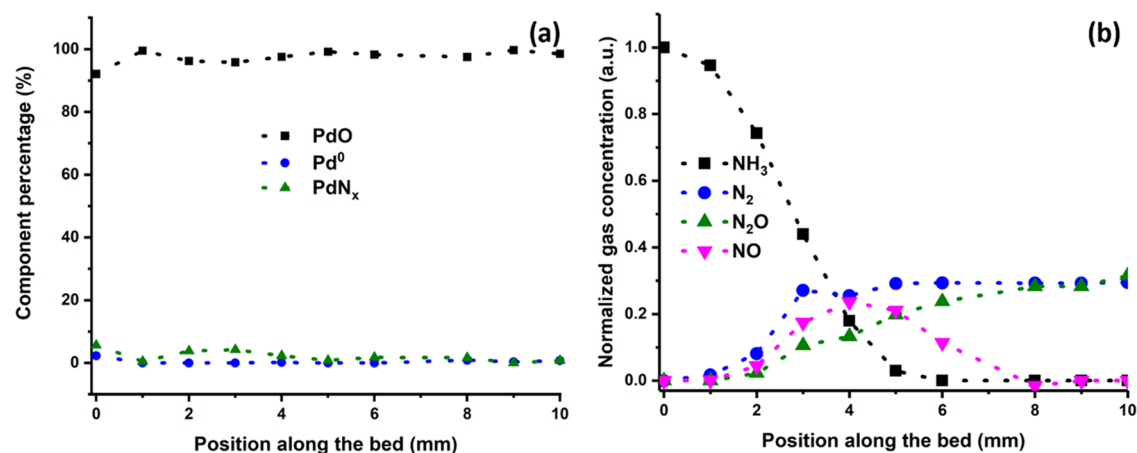 (a)
Component percentage (%)
100
80
60
40
20
0
PdO
Pd⁰
PdNₓ
0 2 4 6 8 10
Position along the bed (mm)
(b)
Normalized gas concentration (a.u.)
1.0
0.8
0.6
0.4
0.2
0.0
NH₃
N₂
N₂O
NO
0 2 4 6 8 10
Position along the bed (mm)